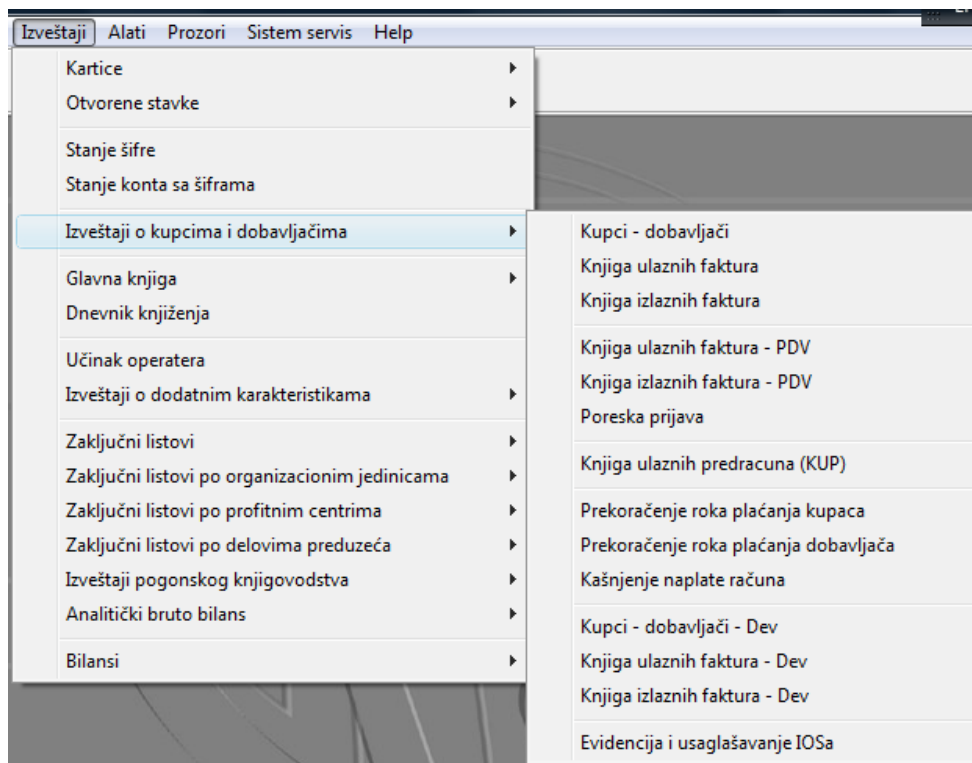 Izveštaji Alati Prozori Sistem servis Help
Kartice
Otvorene stavke
Stanje šifre
Stanje konta sa šiframa
Izveštaji o kupcima i dobavljačima
Glavna knjiga
Dnevnik knjiženja
Učinak operatera
Izveštaji o dodatnim karakteristikama
Zaključni listovi
Zaključni listovi po organizacionim jedinicama
Zaključni listovi po profitnim centrima
Zaključni listovi po delovima preduzeća
Izveštaji pogonskog knjigovodstva
Analitički bruto bilans
Bilansi
Kupci - dobavljači
Knjiga ulaznih faktura
Knjiga izlaznih faktura
Knjiga ulaznih faktura - PDV
Knjiga izlaznih faktura - PDV
Poreska prijava
Knjiga ulaznih predracuna (KUP)
Prekoračenje roka plaćanja kupaca
Prekoračenje roka plaćanja dobavljača
Kašnjenje naplate računa
Kupci - dobavljači - Dev
Knjiga ulaznih faktura - Dev
Knjiga izlaznih faktura - Dev
Evidencija i usaglašavanje IOSa